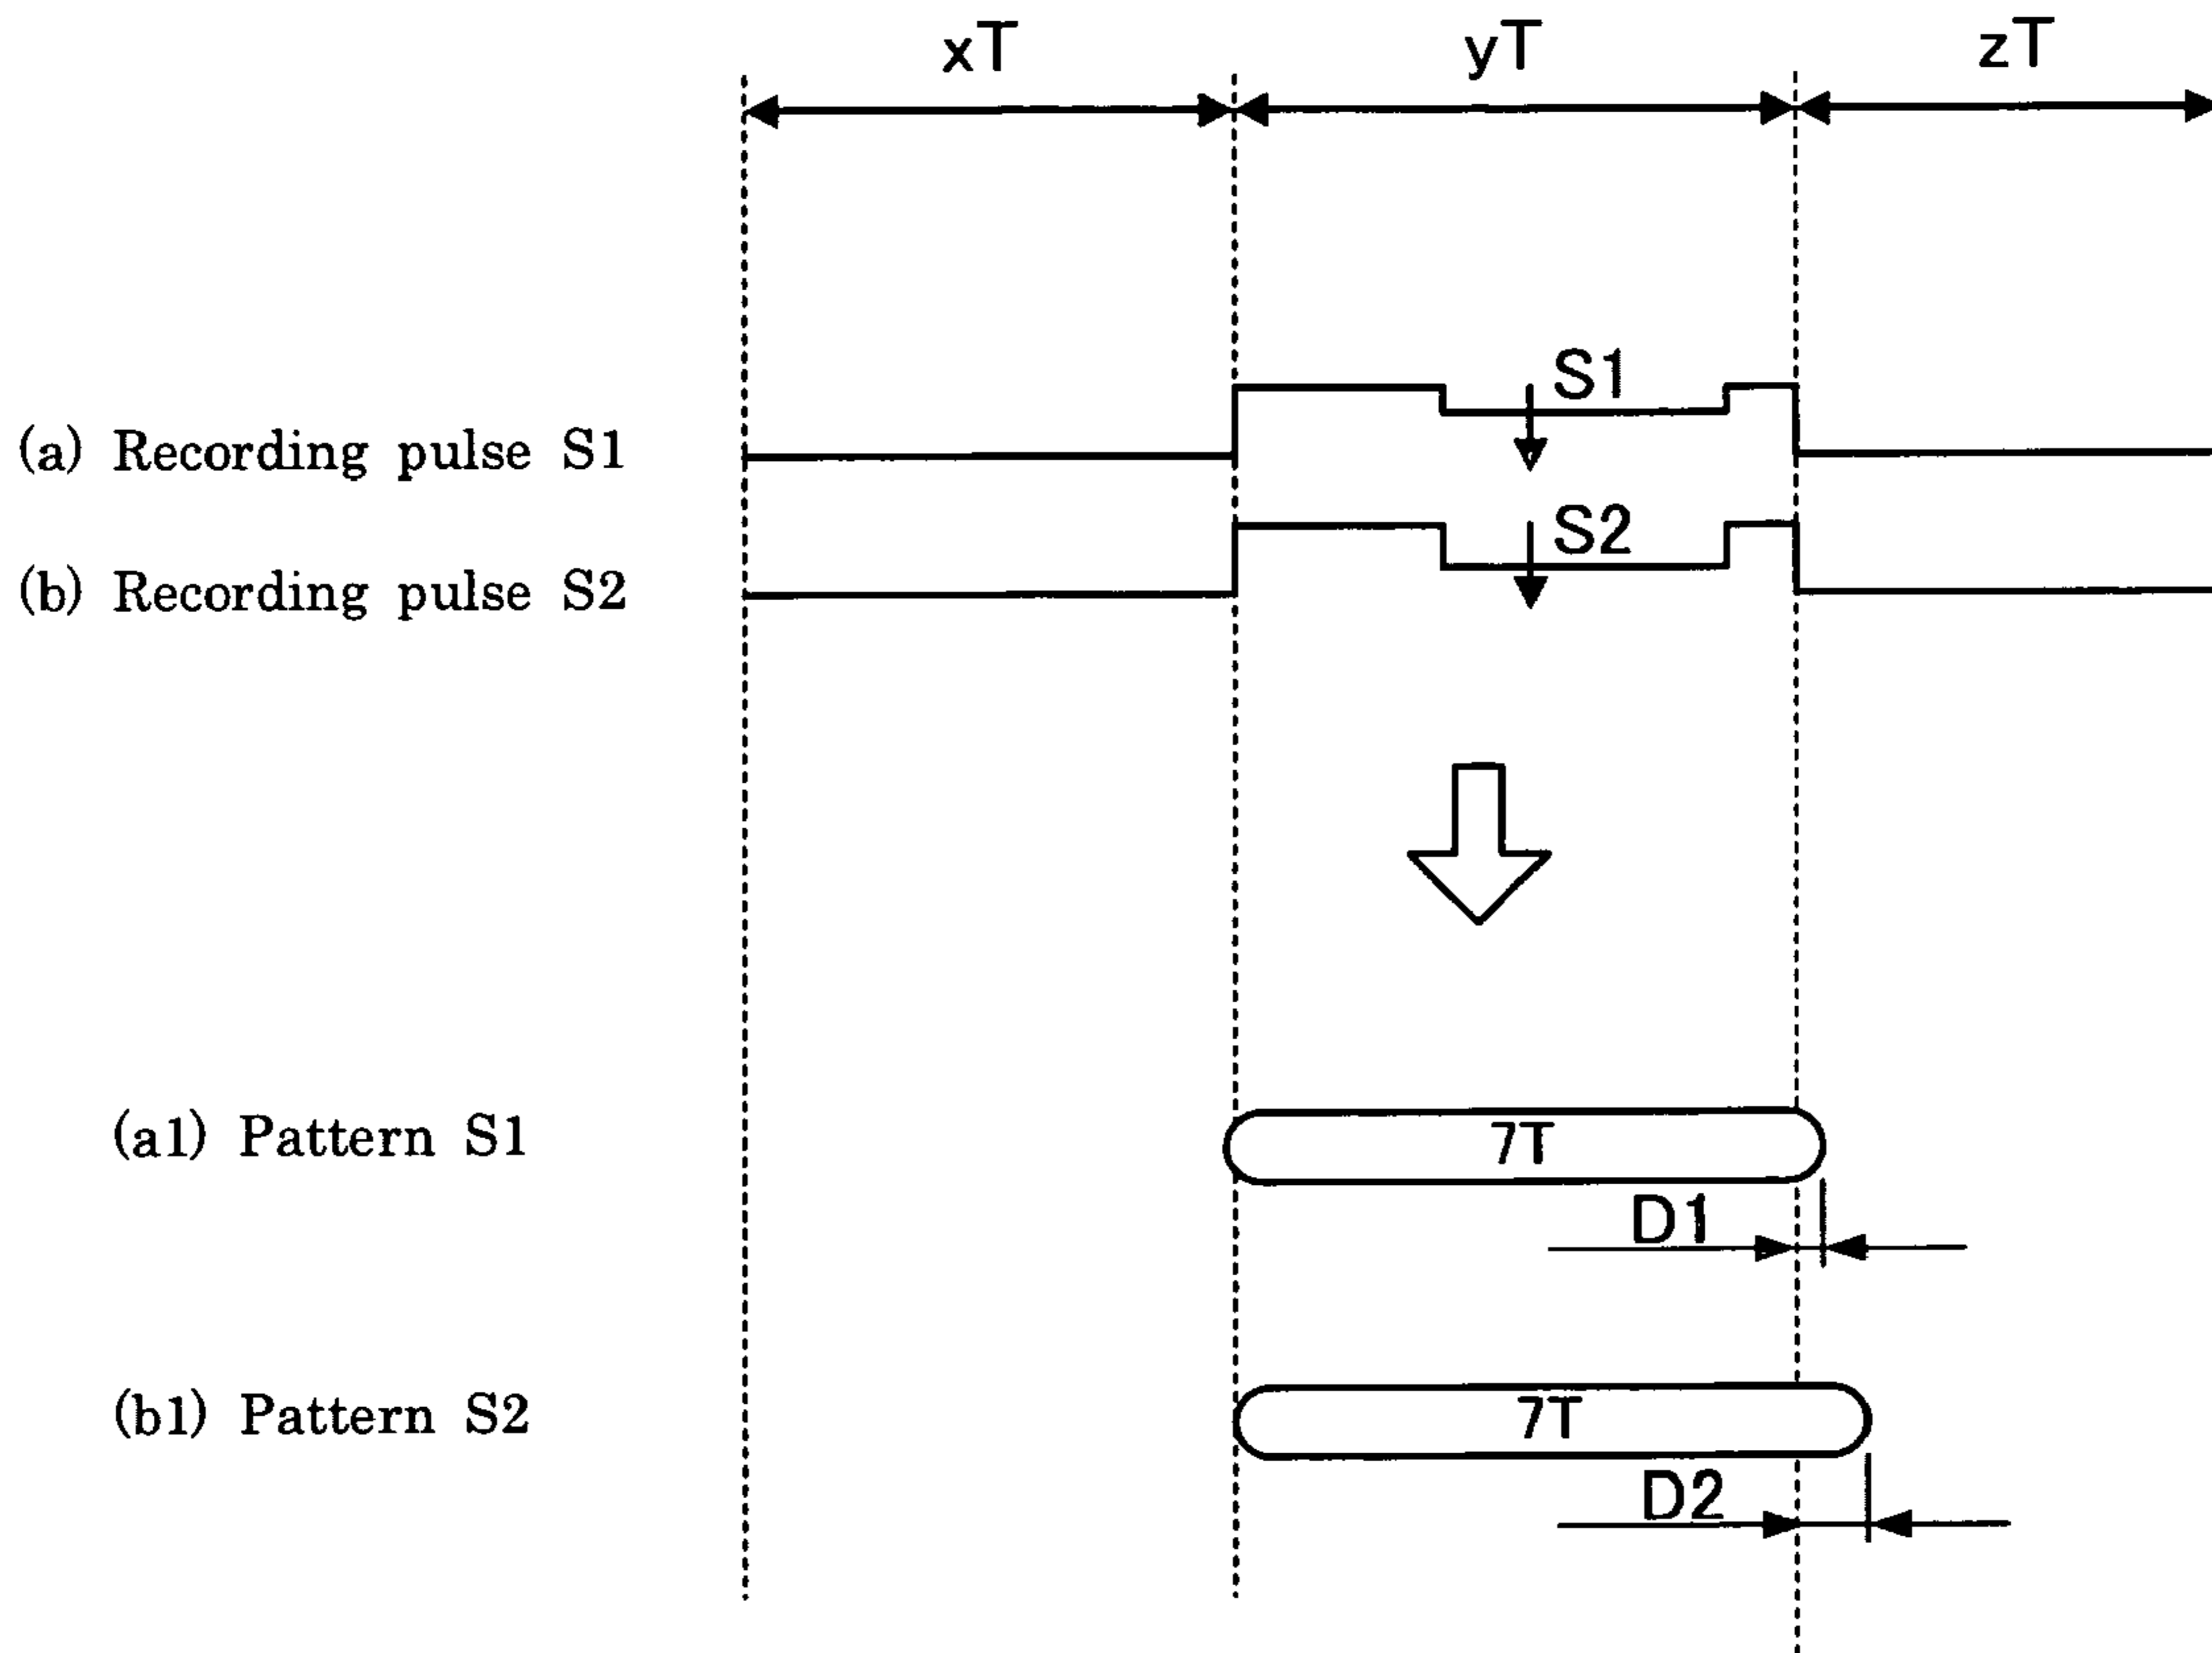 xT yT zT
S1
(a) Recording pulse S1
S2
(b) Recording pulse S2
(a1) Pattern S1
7T
D1
(b1) Pattern S2
7T
D2